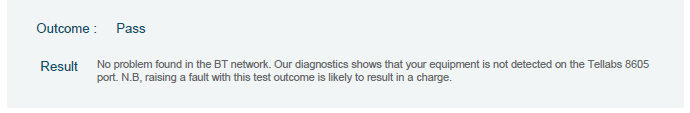 Outcome : Pass
Result No problem found in the BT network. Our diagnostics shows that your equipment is not detected on the Tellabs 8605
port. N.B, raising a fault with this test outcome is likely to result in a charge.